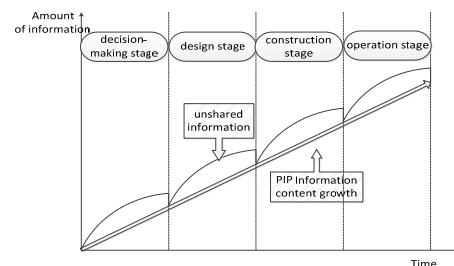 Amount
of information
decision-
making stage
design stage
construction
stage
operation stage
unshared
information
PIP Information
content growth
Time